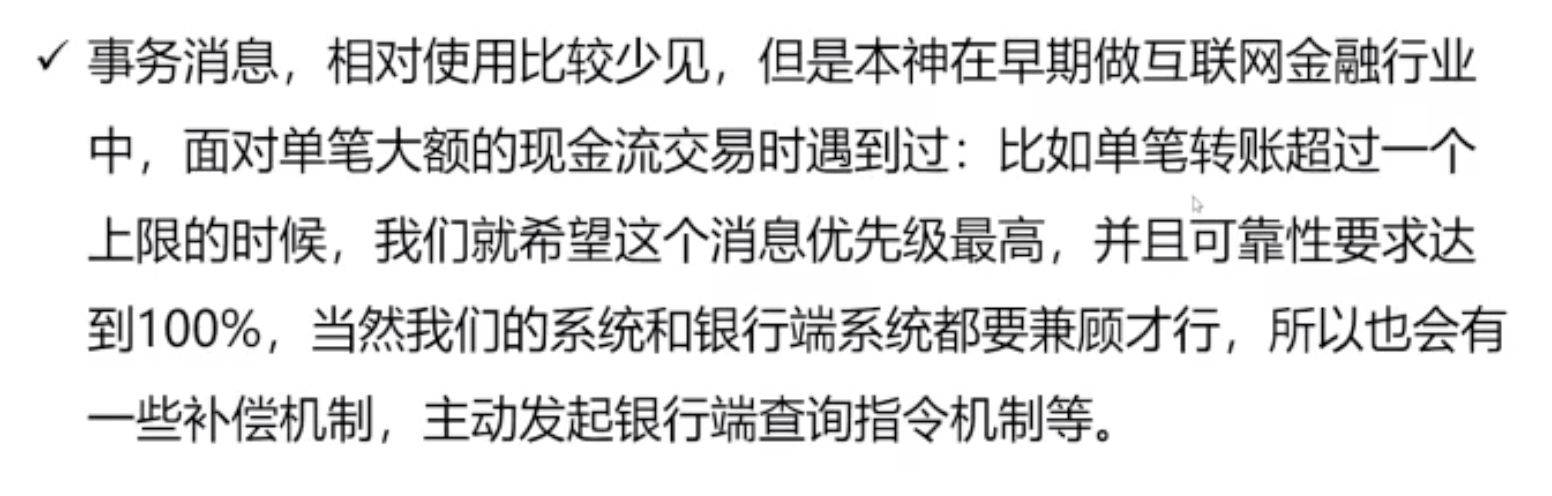 ✓ 事务消息，相对使用比较少见，但是本神在早期做互联网金融行业
中，面对单笔大额的现金流交易时遇到过：比如单笔转账超过一个
上限的时候，我们就希望这个消息优先级最高，并且可靠性要求达
到100%，当然我们的系统和银行端系统都要兼顾才行，所以也会有
一些补偿机制，主动发起银行端查询指令机制等。